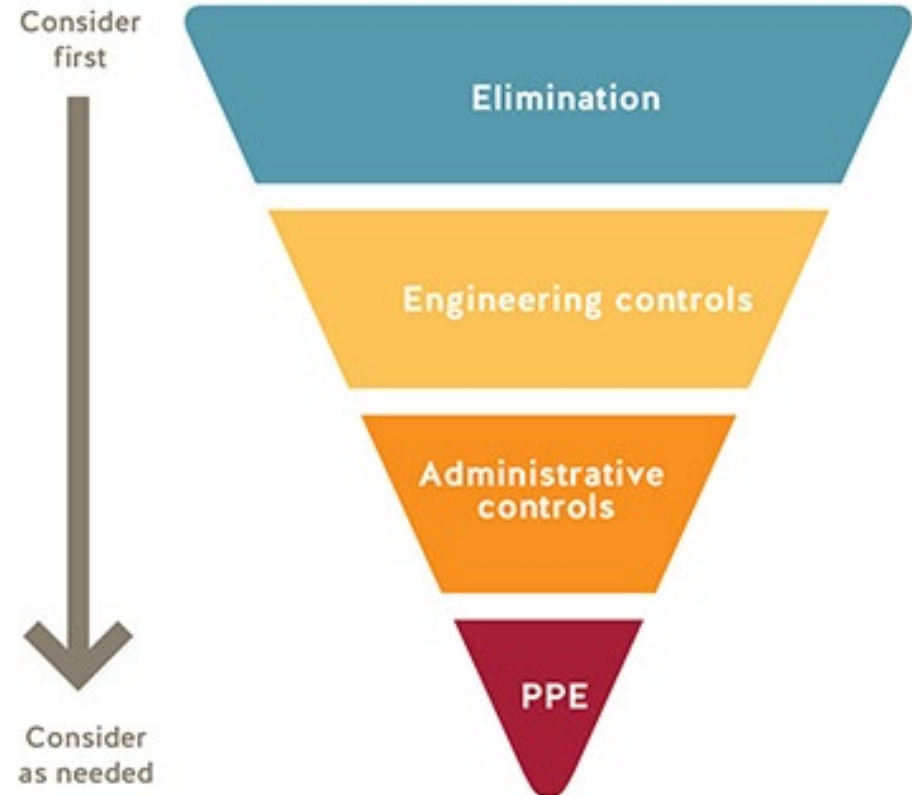 Consider
first
Elimination
Engineering controls
Administrative
controls
PPE
Consider
as needed